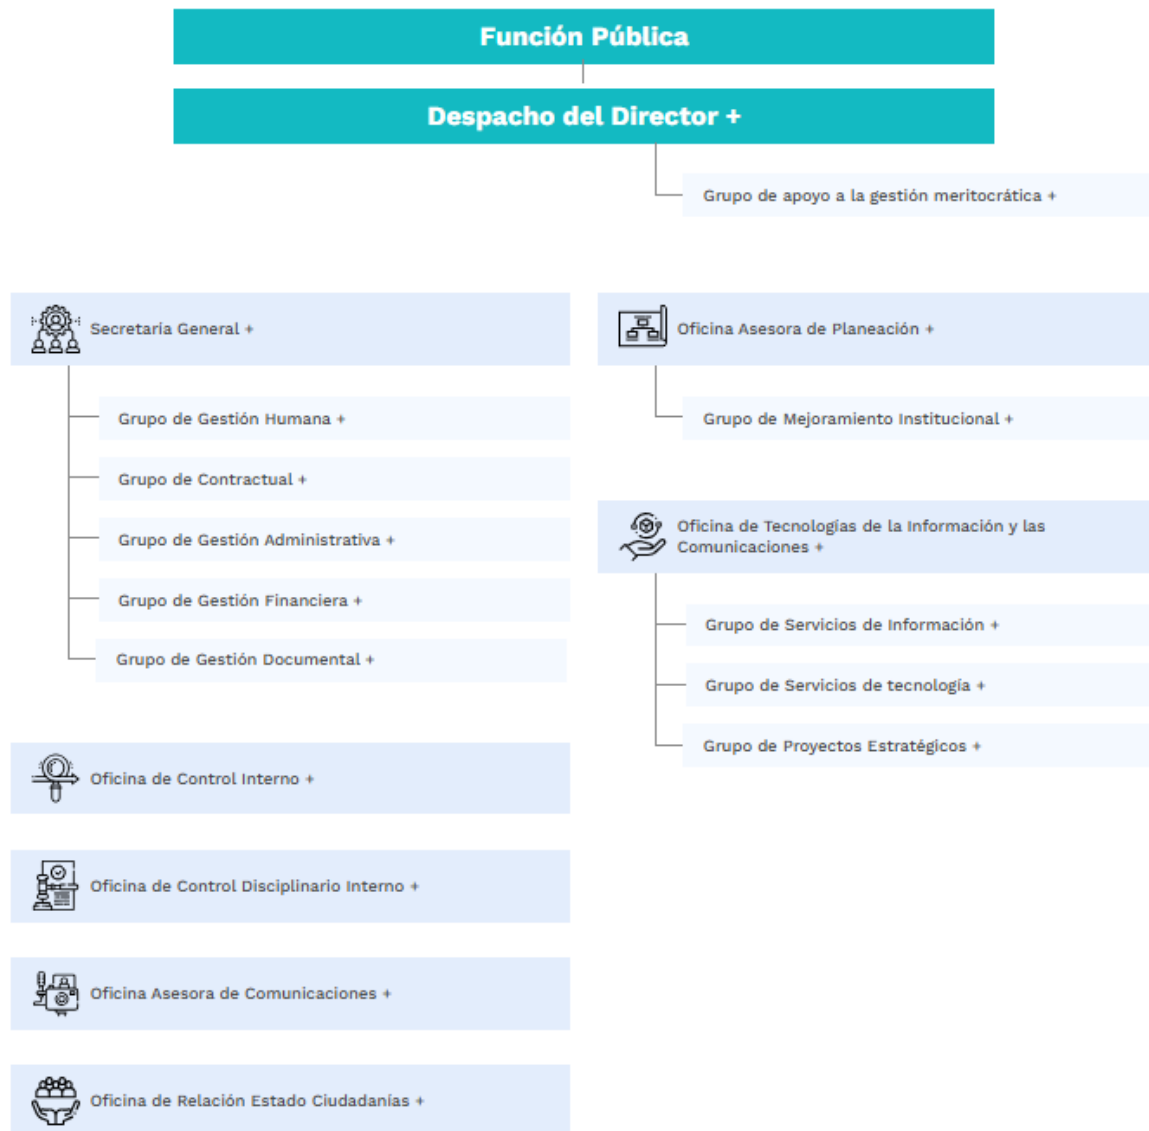 Función Pública
Despacho del Director +
Grupo de apoyo a la gestión meritocrática +
Secretaría General +
Grupo de Gestión Humana +
Grupo de Contractual +
Grupo de Gestión Administrativa +
Grupo de Gestión Financiera +
Grupo de Gestión Documental +
Oficina de Control Interno +
Oficina de Control Disciplinario Interno +
Oficina Asesora de Comunicaciones +
Oficina de Relación Estado Ciudadanías +
Oficina Asesora de Planeación +
Grupo de Mejoramiento Institucional +
Oficina de Tecnologías de la Información y las
Comunicaciones +
Grupo de Servicios de Información +
Grupo de Servicios de tecnología +
Grupo de Proyectos Estratégicos +